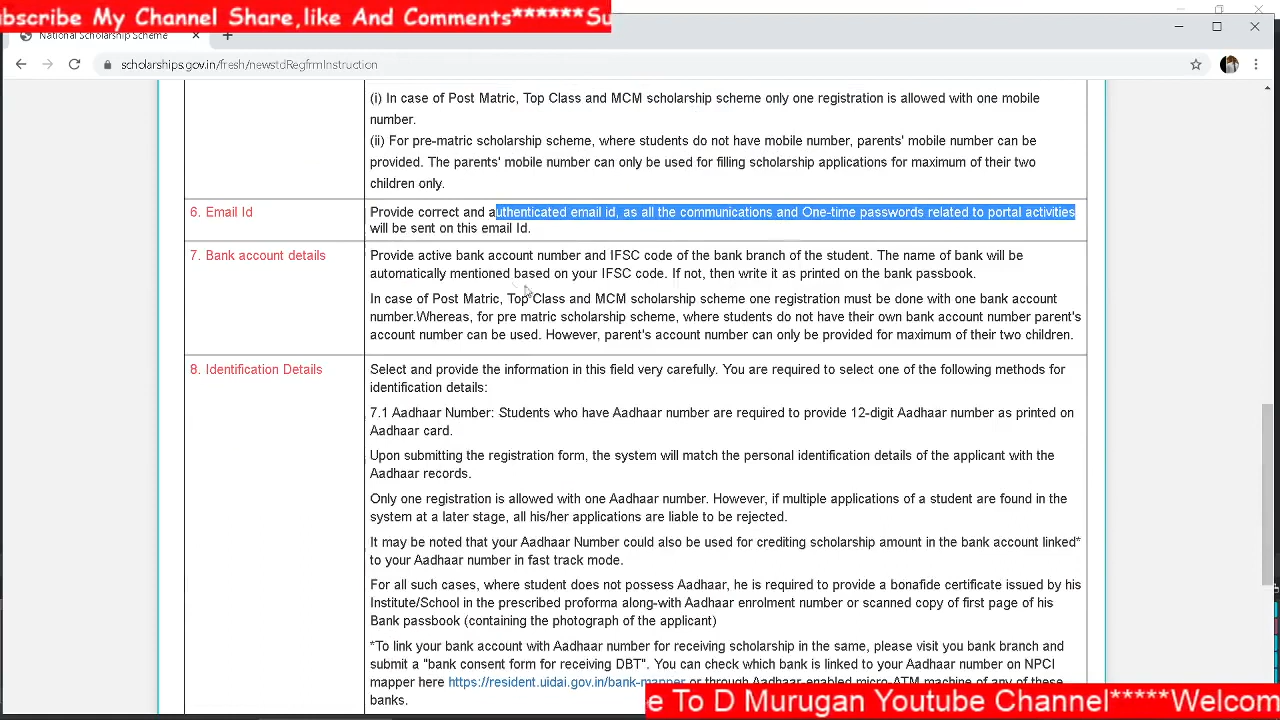 ubscribe My Channel Share,like And Comments******Su
National Scholarship Scheme
scholarships.gov.in/fresh/newstdRegfrmInstruction
(i) In case of Post Matric, Top Class and MCM scholarship scheme only one registration is allowed with one mobile
number.
(ii) For pre-matric scholarship scheme, where students do not have mobile number, parents' mobile number can be
provided. The parents' mobile number can only be used for filling scholarship applications for maximum of their two
children only.
6. Email Id
Provide correct and authenticated email id, as all the communications and One-time passwords related to portal activities
will be sent on this email Id.
7. Bank account details
Provide active bank account number and IFSC code of the bank branch of the student. The name of bank will be
automatically mentioned based on your IFSC code. If not, then write it as printed on the bank passbook.
In case of Post Matric, Top Class and MCM scholarship scheme one registration must be done with one bank account
number.Whereas, for pre matric scholarship scheme, where students do not have their own bank account number parent's
account number can be used. However, parent's account number can only be provided for maximum of their two children.
8. Identification Details
Select and provide the information in this field very carefully. You are required to select one of the following methods for
identification details:
7.1 Aadhaar Number: Students who have Aadhaar number are required to provide 12-digit Aadhaar number as printed on
Aadhaar card.
Upon submitting the registration form, the system will match the personal identification details of the applicant with the
Aadhaar records.
Only one registration is allowed with one Aadhaar number. However, if multiple applications of a student are found in the
system at a later stage, all his/her applications are liable to be rejected.
It may be noted that your Aadhaar Number could also be used for crediting scholarship amount in the bank account linked*
to your Aadhaar number in fast track mode.
For all such cases, where student does not possess Aadhaar, he is required to provide a bonafide certificate issued by his
Institute/School in the prescribed proforma along-with Aadhaar enrolment number or scanned copy of first page of his
Bank passbook (containing the photograph of the applicant)
*To link your bank account with Aadhaar number for receiving scholarship in the same, please visit you bank branch and
submit a "bank consent form for receiving DBT". You can check which bank is linked to your Aadhaar number on NPCI
mapper here https://resident.uidai.gov.in/bank-mapper or through Aadhaar-enabled micro-ATM machine of any of these
banks.
e To D Murugan Youtube Channel*****Welcom